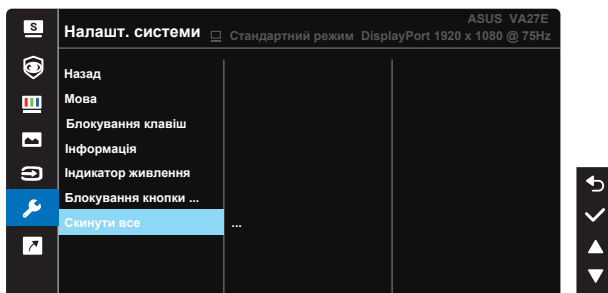 S
ASUS VA27E
Налашт. системи
Стандартний режим DisplayPort 1920 x 1080 @ 75Hz
Назад
Мова
Блокування клавіш
Інформація
Індикатор живлення
Блокування кнопки ...
Скинути все ...